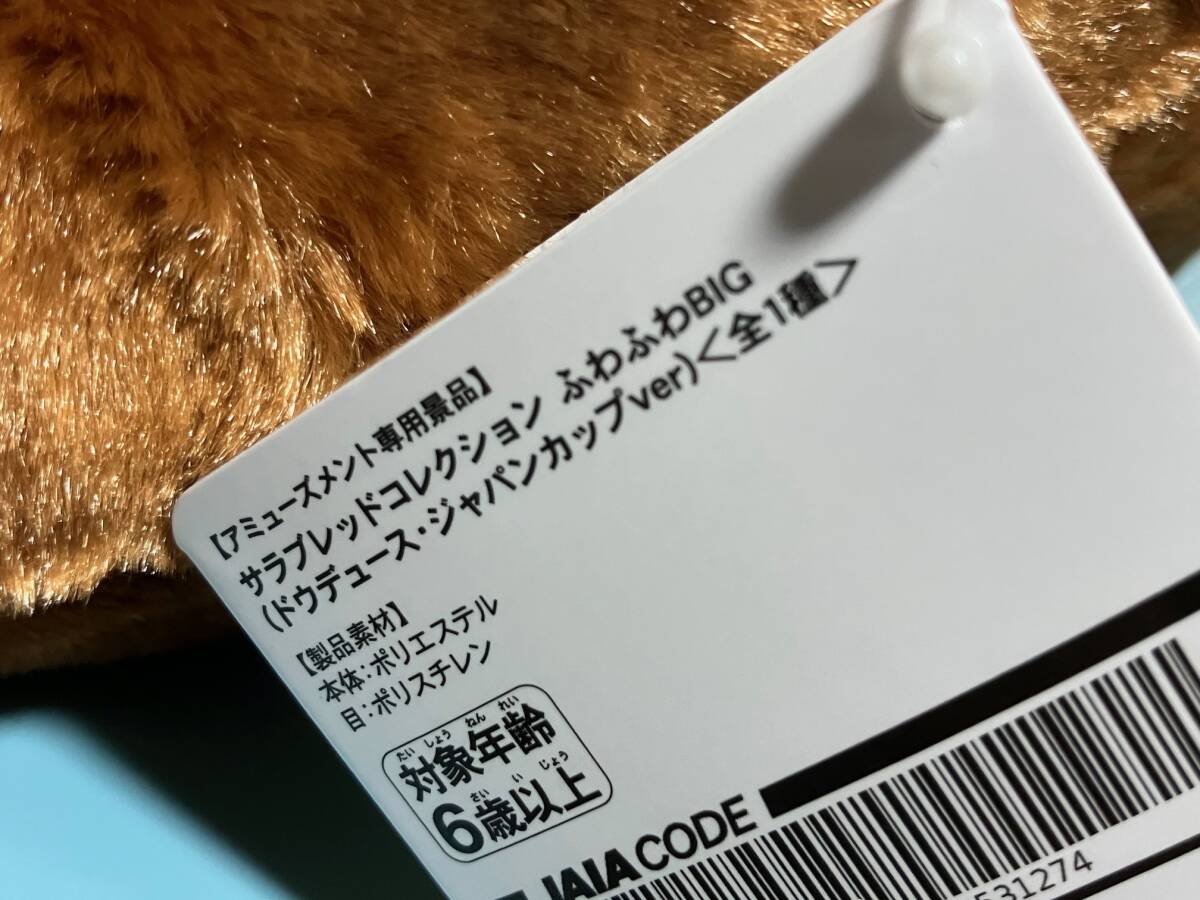 【アミューズメント専用景品】
サラブレッドコレクション ふわふわBIG
(ドウデュース・ジャパンカップver)<全1種>
【製品素材】
本体:ポリエステル
目:ポリスチレン
たいしょうねんれい
対象年齢
さいいじょう
6歳以上
JAIA CODE
531274